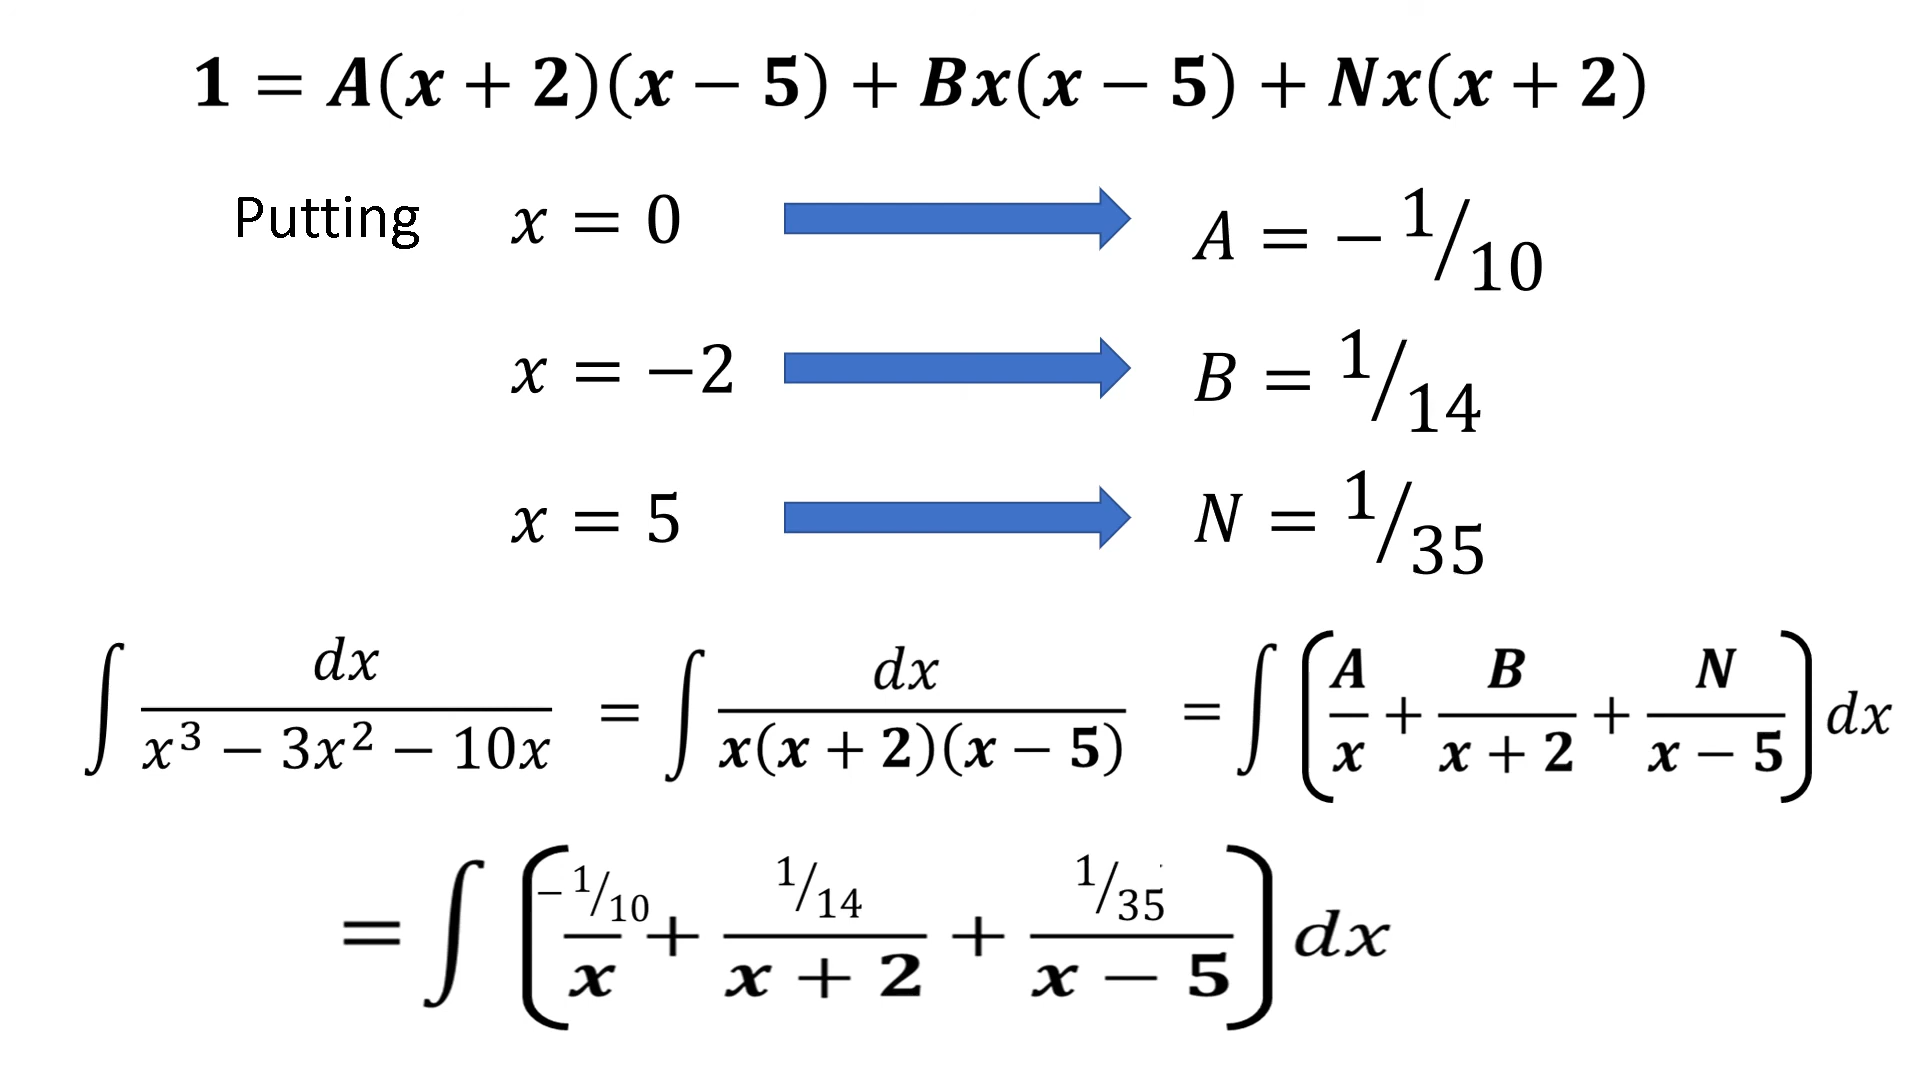 1 = A(x + 2)(x − 5) + Bx(x − 5) + Nx(x + 2)
Putting x = 0 A = − 1/10
x = −2 B = 1/14
x = 5 N = 1/35
∫ dx/(x³ − 3x² − 10x) = ∫ dx/(x(x + 2)(x − 5)) = ∫ (A/x + B/(x + 2) + N/(x − 5)) dx
= ∫ ((− 1/10)/x + (1/14)/(x + 2) + (1/35)/(x − 5)) dx